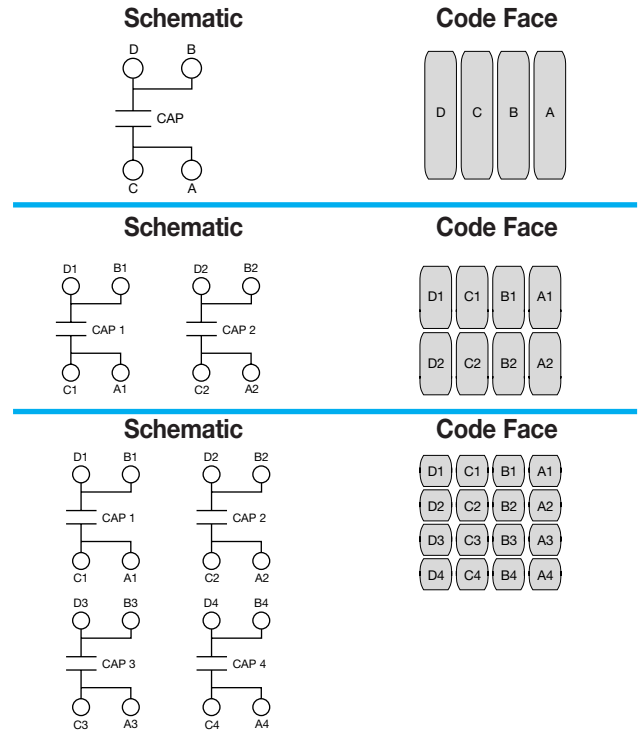 Schematic Code Face
D B
CAP
C A
D C B A
Schematic Code Face
D1 B1 D2 B2
CAP 1 CAP 2
C1 A1 C2 A2
D1 C1 B1 A1
D2 C2 B2 A2
Schematic Code Face
D1 B1 D2 B2
CAP 1 CAP 2
C1 A1 C2 A2
D3 B3 D4 B4
CAP 3 CAP 4
C3 A3 C4 A4
D1 C1 B1 A1
D2 C2 B2 A2
D3 C3 B3 A3
D4 C4 B4 A4